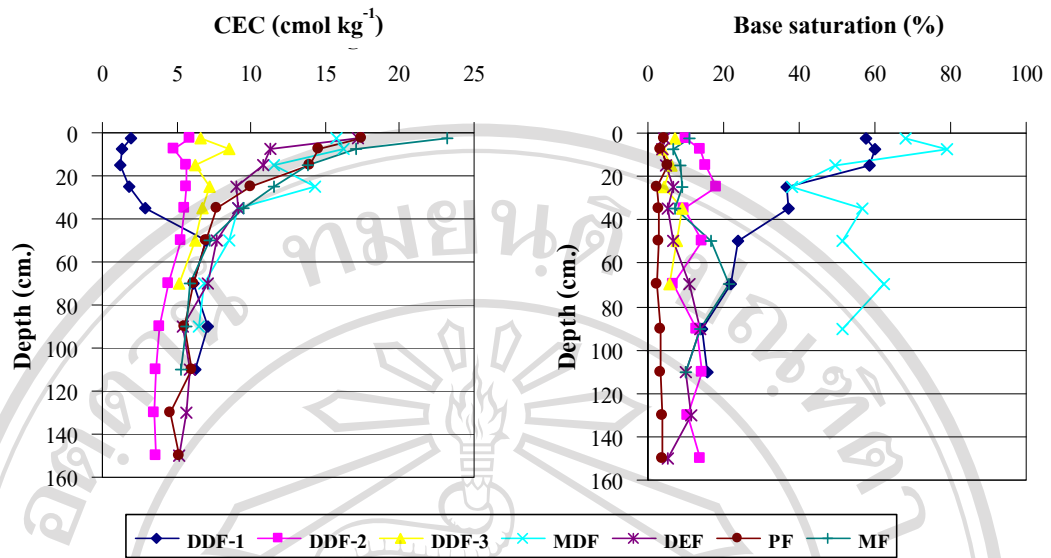 CEC (cmol kg-1)
Base saturation (%)
0 5 10 15 20 25
0 20 40 60 80 100
0
20
40
60
80
100
120
140
160
Depth (cm.)
0
20
40
60
80
100
120
140
160
Depth (cm.)
DDF-1 DDF-2 DDF-3 MDF DEF PF MF